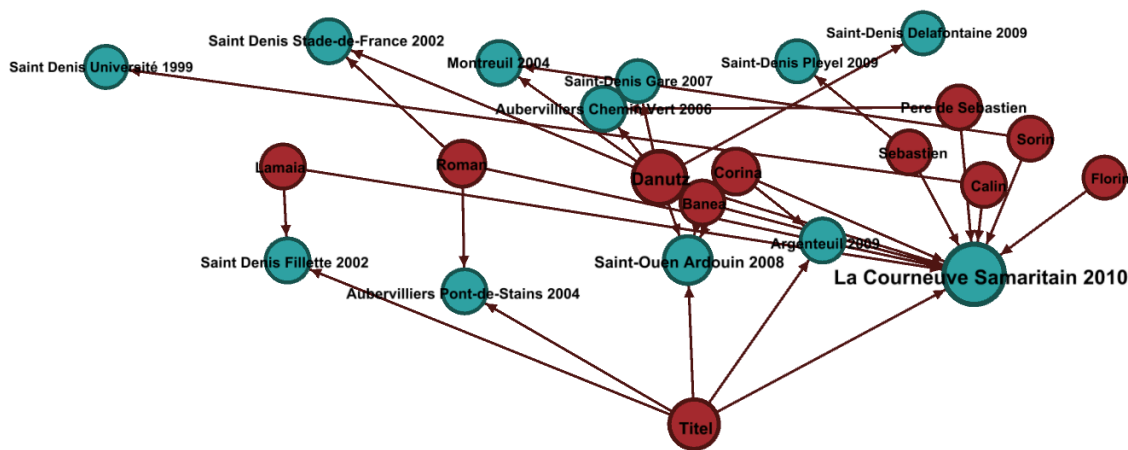 Saint-Denis Delafontaine 2009
Saint Denis Stade-de-France 2002
Saint Denis Université 1999
Montreuil 2004
Saint-Denis Pleyel 2009
Saint-Denis Gare 2007
Aubervilliers Chemin Vert 2006
Pere de Sebastien
Sorin
Sebastien
Lamaia
Roman
Danutz
Corina
Calin
Florin
Banea
Argenteuil 2009
Saint Denis Fillette 2002
Saint-Ouen Ardouin 2008
La Courneuve Samaritain 2010
Aubervilliers Pont-de-Stains 2004
Titel